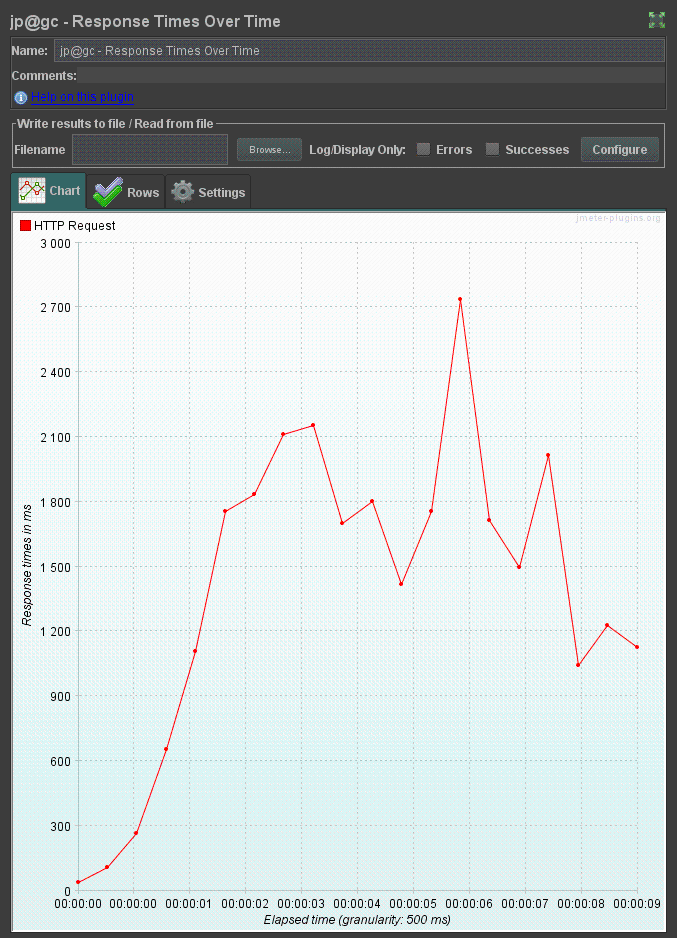 jp@gc - Response Times Over Time
Name: jp@gc - Response Times Over Time
Comments:
Help on this plugin
Write results to file / Read from file
Filename Browse... Log/Display Only: Errors Successes Configure
Chart Rows Settings
jmeter-plugins.org
HTTP Request
3 000
2 700
2 400
2 100
1 800
1 500
1 200
900
600
300
0
Response times in ms
00:00:00 00:00:00 00:00:01 00:00:02 00:00:03 00:00:04 00:00:05 00:00:06 00:00:07 00:00:08 00:00:09
Elapsed time (granularity: 500 ms)